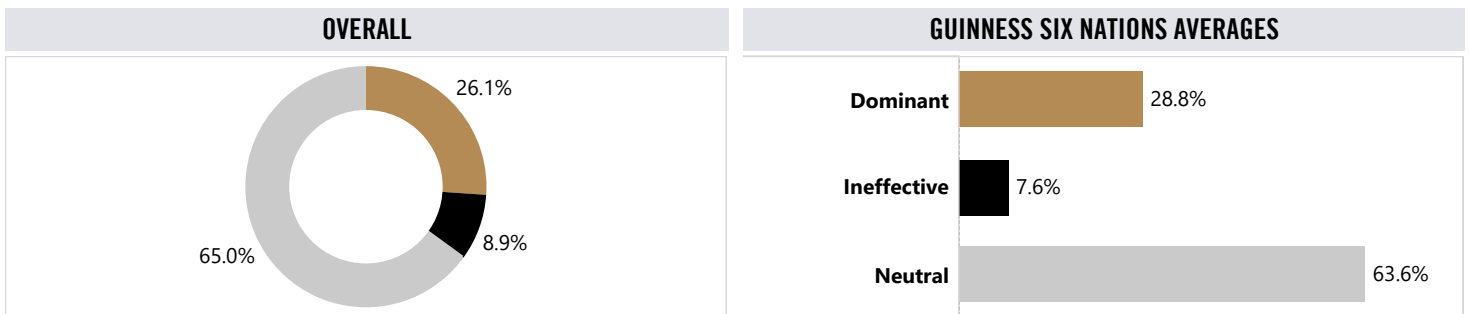 OVERALL
26.1%
8.9%
65.0%
GUINNESS SIX NATIONS AVERAGES
Dominant 28.8%
Ineffective 7.6%
Neutral 63.6%